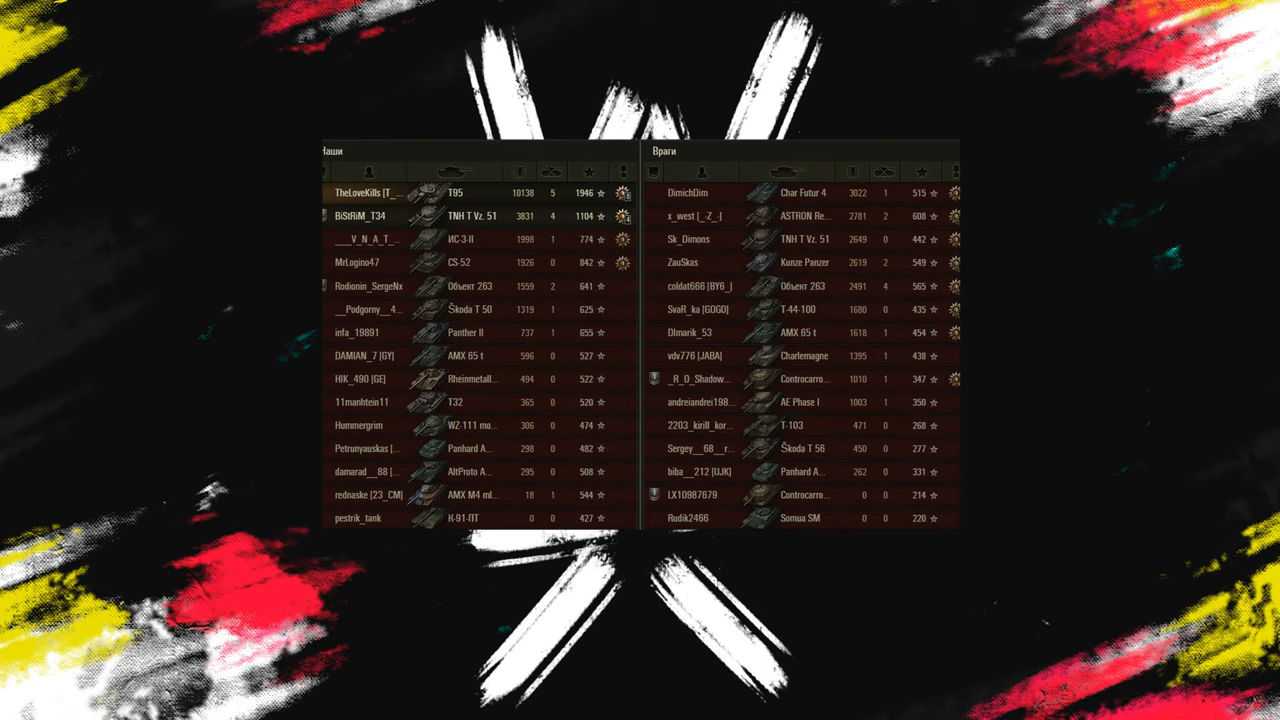 Наши
TheLoveKills [T_... T95 10138 5 1946
BiStRiM_T34 TNH T Vz. 51 3831 4 1104
___V_N_A_T_... ИС-3-II 1998 1 774
MrLogino47 CS-52 1926 0 842
Rodionin_SergeNx Объект 263 1559 2 641
__Podgorny__4... Škoda T 50 1319 1 625
infa_19891 Panther II 737 1 655
DAMIAN_7 [GY] AMX 65 t 596 0 527
HIK_490 [GE] Rheinmetall... 494 0 522
11manhtein11 T32 365 0 520
Hummergrim WZ-111 mo... 306 0 474
Petrunyauskas [... Panhard A... 298 0 482
damarad__88 [... AltProto A... 295 0 508
rednaske [23_CM] AMX M4 ml... 18 1 544
pestrik_tank К-91-ПТ 0 0 427
Враги
DimichDim Char Futur 4 3022 1 515
x_west [_-Z_-] ASTRON Re... 2781 2 608
Sk_Dimons TNH T Vz. 51 2649 0 442
ZauSkas Kunze Panzer 2619 2 549
coldat666 [BY6_] Объект 263 2491 4 565
SvaR_ka [GOGO] Т-44-100 1680 0 435
DImarik_53 AMX 65 t 1618 1 454
vdv776 [JABA] Charlemagne 1395 1 438
_R_O_Shadow... Controcarro... 1010 1 347
andreiandrei198... AE Phase I 1003 1 350
2203_kirill_kor... Т-103 471 0 268
Sergey__68__r... Škoda T 56 450 0 277
biba__212 [UJK] Panhard A... 262 0 331
LX10987679 Controcarro... 0 0 214
Rudik2466 Somua SM 0 0 220